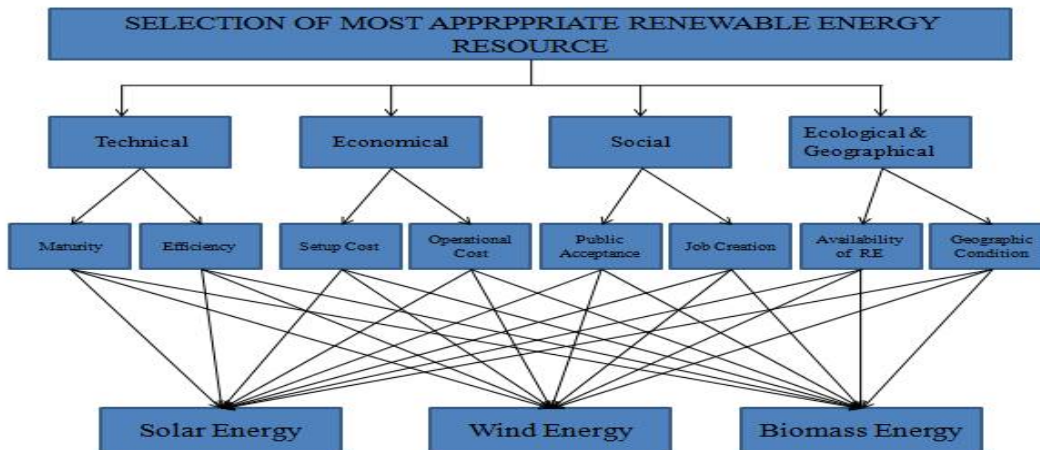 SELECTION OF MOST APPRPPRIATE RENEWABLE ENERGY
RESOURCE
Technical
Economical
Social
Ecological &
Geographical
Maturity
Efficiency
Setup Cost
Operational
Cost
Public
Acceptance
Job Creation
Availability
of RE
Geographic
Condition
Solar Energy
Wind Energy
Biomass Energy